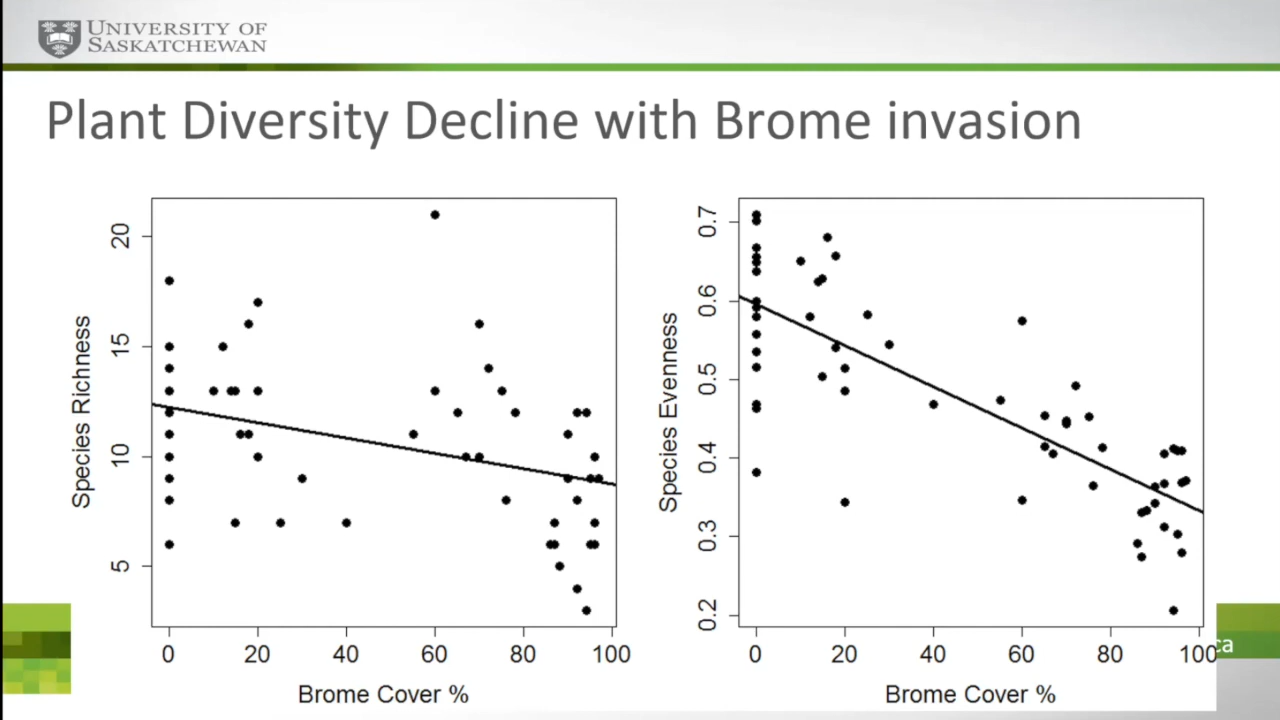 UNIVERSITY OF
SASKATCHEWAN
Plant Diversity Decline with Brome invasion
Species Richness
20
15
10
5
0 20 40 60 80 100
Brome Cover %
Species Evenness
0.7
0.6
0.5
0.4
0.3
0.2
0 20 40 60 80 100
Brome Cover %
ca